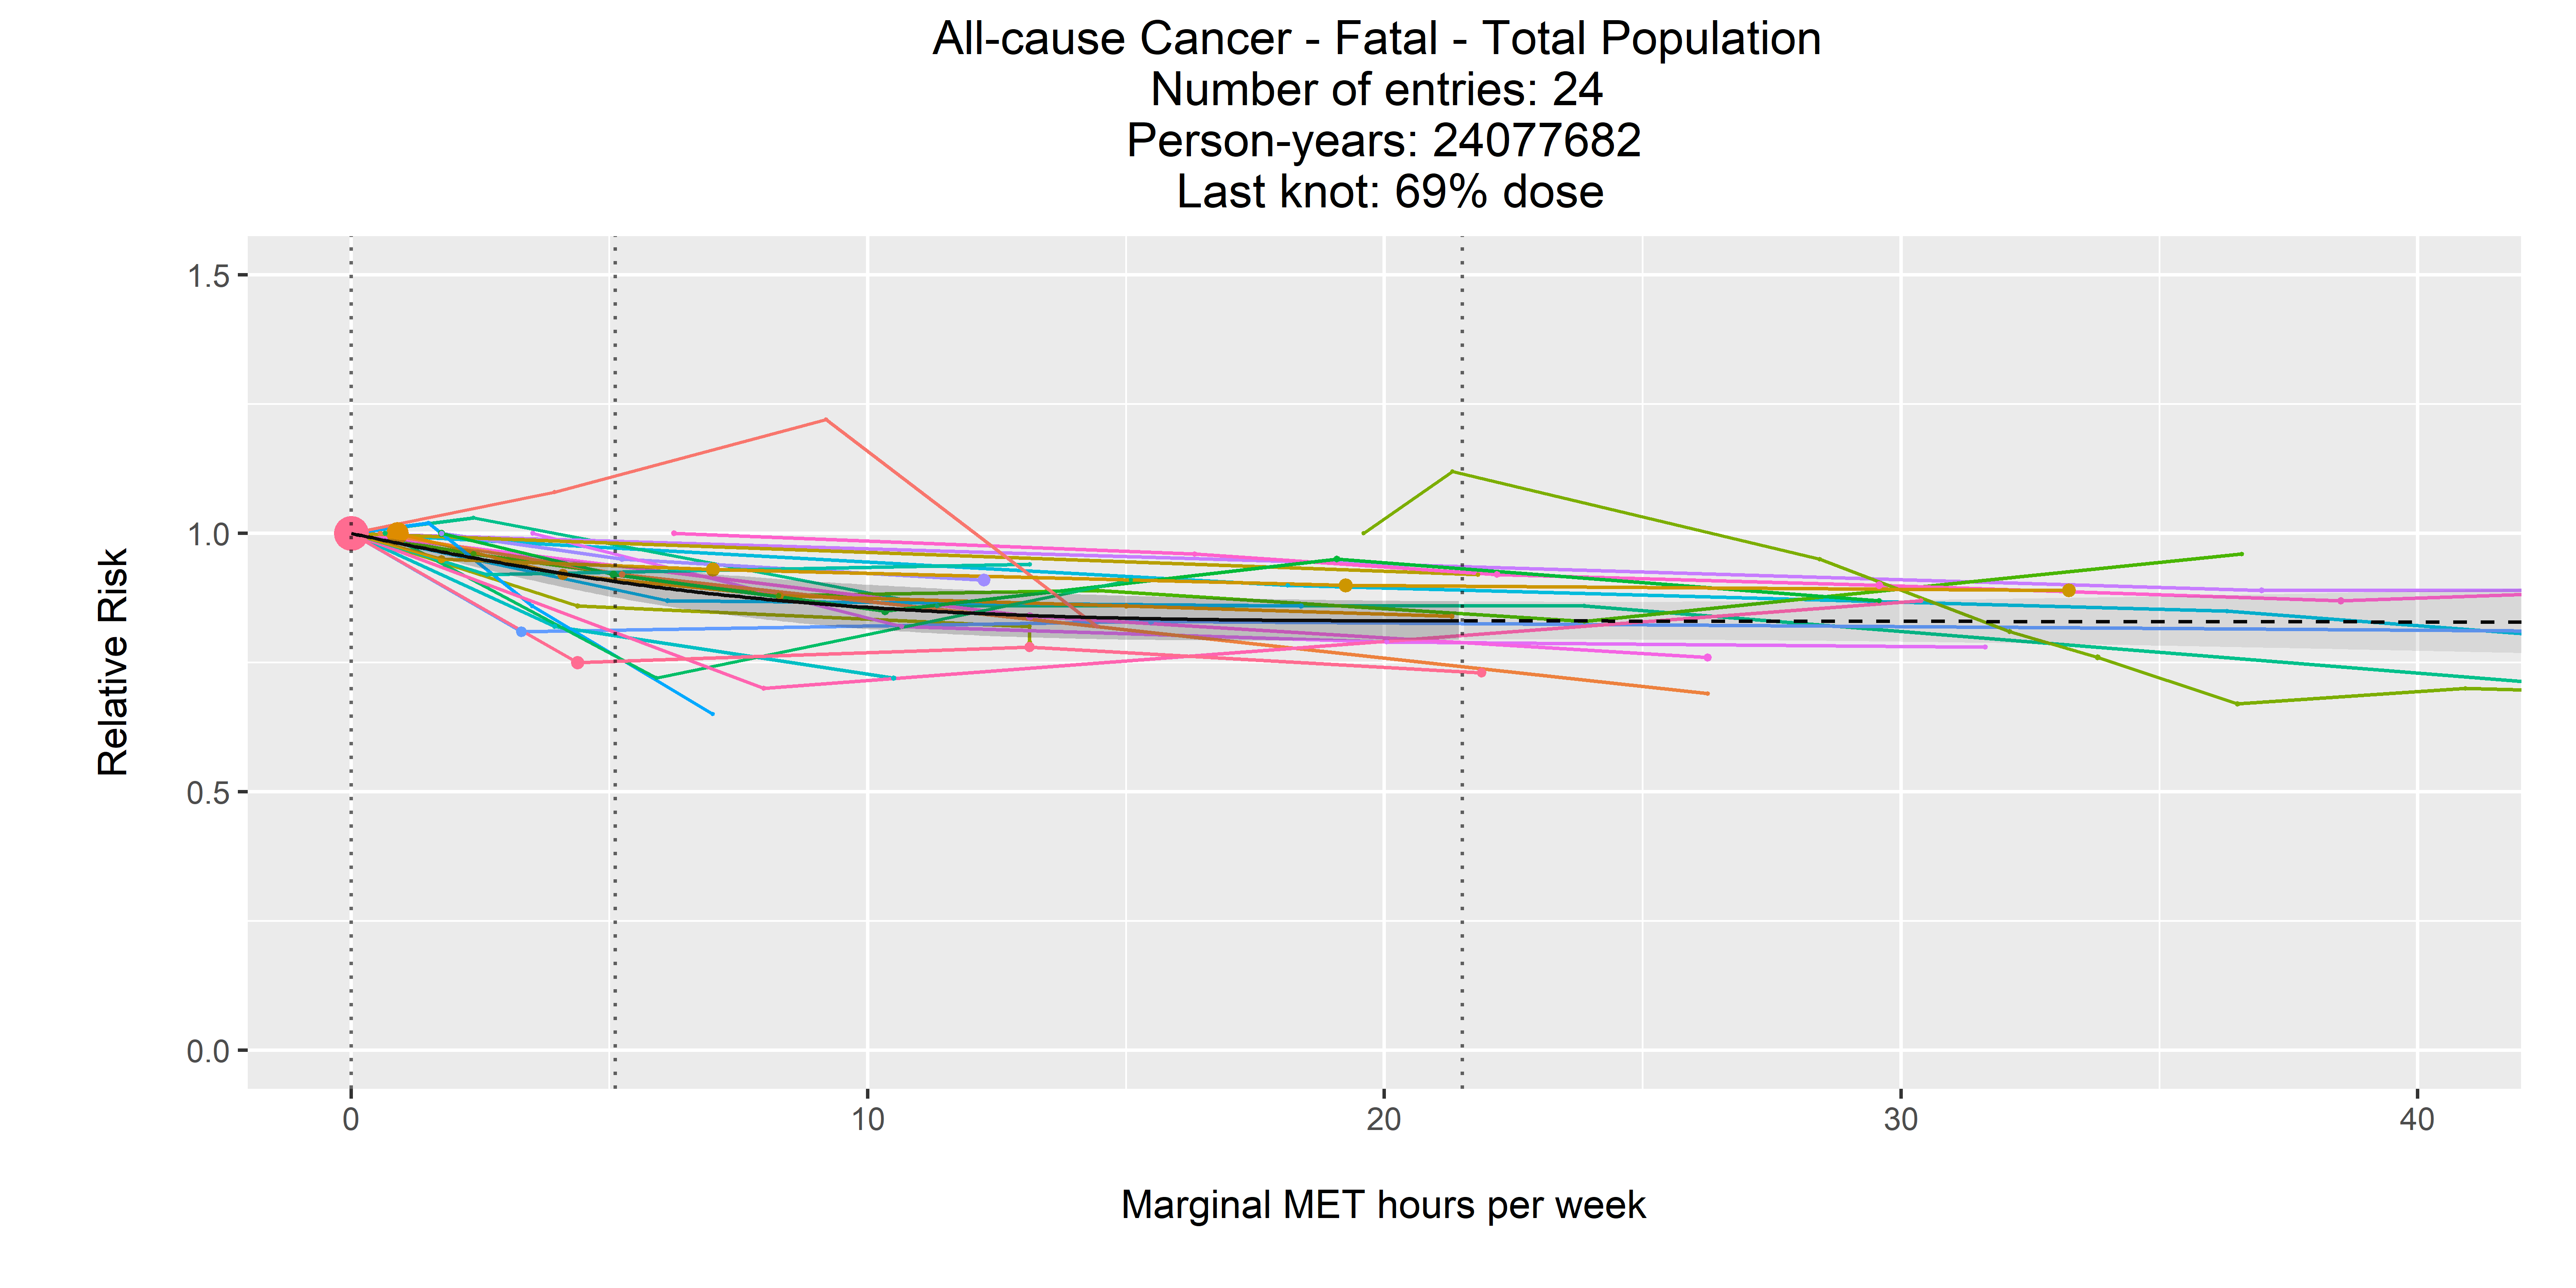 All-cause Cancer - Fatal - Total Population
Number of entries: 24
Person-years: 24077682
Last knot: 69% dose
1.5
1.0
0.5
0.0
Relative Risk
0 10 20 30 40
Marginal MET hours per week